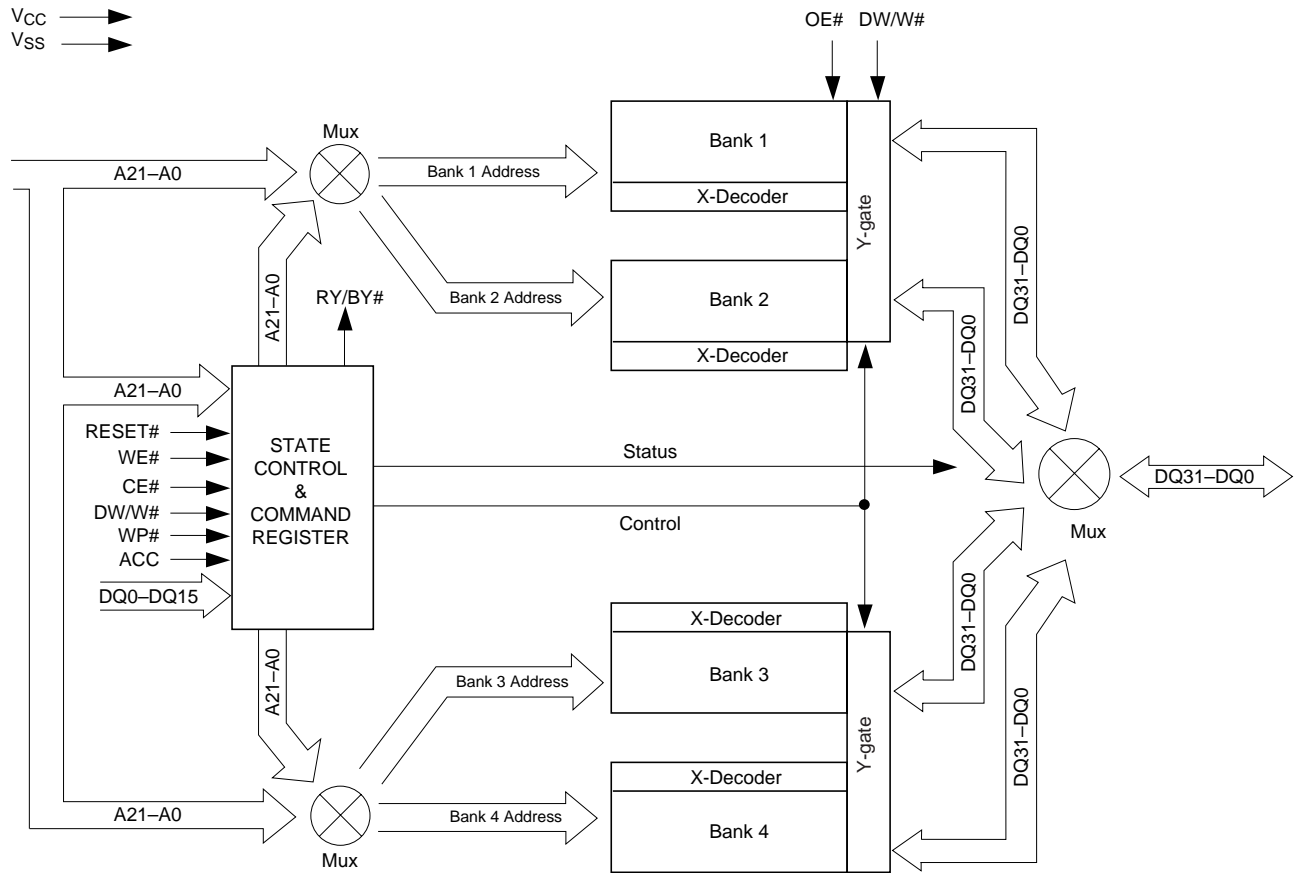 VCC
VSS
OE# DW/W#
Mux
Bank 1
A21–A0
Bank 1 Address
X-Decoder
Y-gate
DQ31–DQ0
A21–A0
RY/BY#
Bank 2 Address
Bank 2
X-Decoder
DQ31–DQ0
A21–A0
RESET#
WE#
CE#
DW/W#
WP#
ACC
DQ0–DQ15
STATE
CONTROL
&
COMMAND
REGISTER
Status
Control
DQ31–DQ0
Mux
A21–A0
X-Decoder
Bank 3 Address
Bank 3
DQ31–DQ0
Y-gate
X-Decoder
DQ31–DQ0
A21–A0
Bank 4 Address
Bank 4
Mux